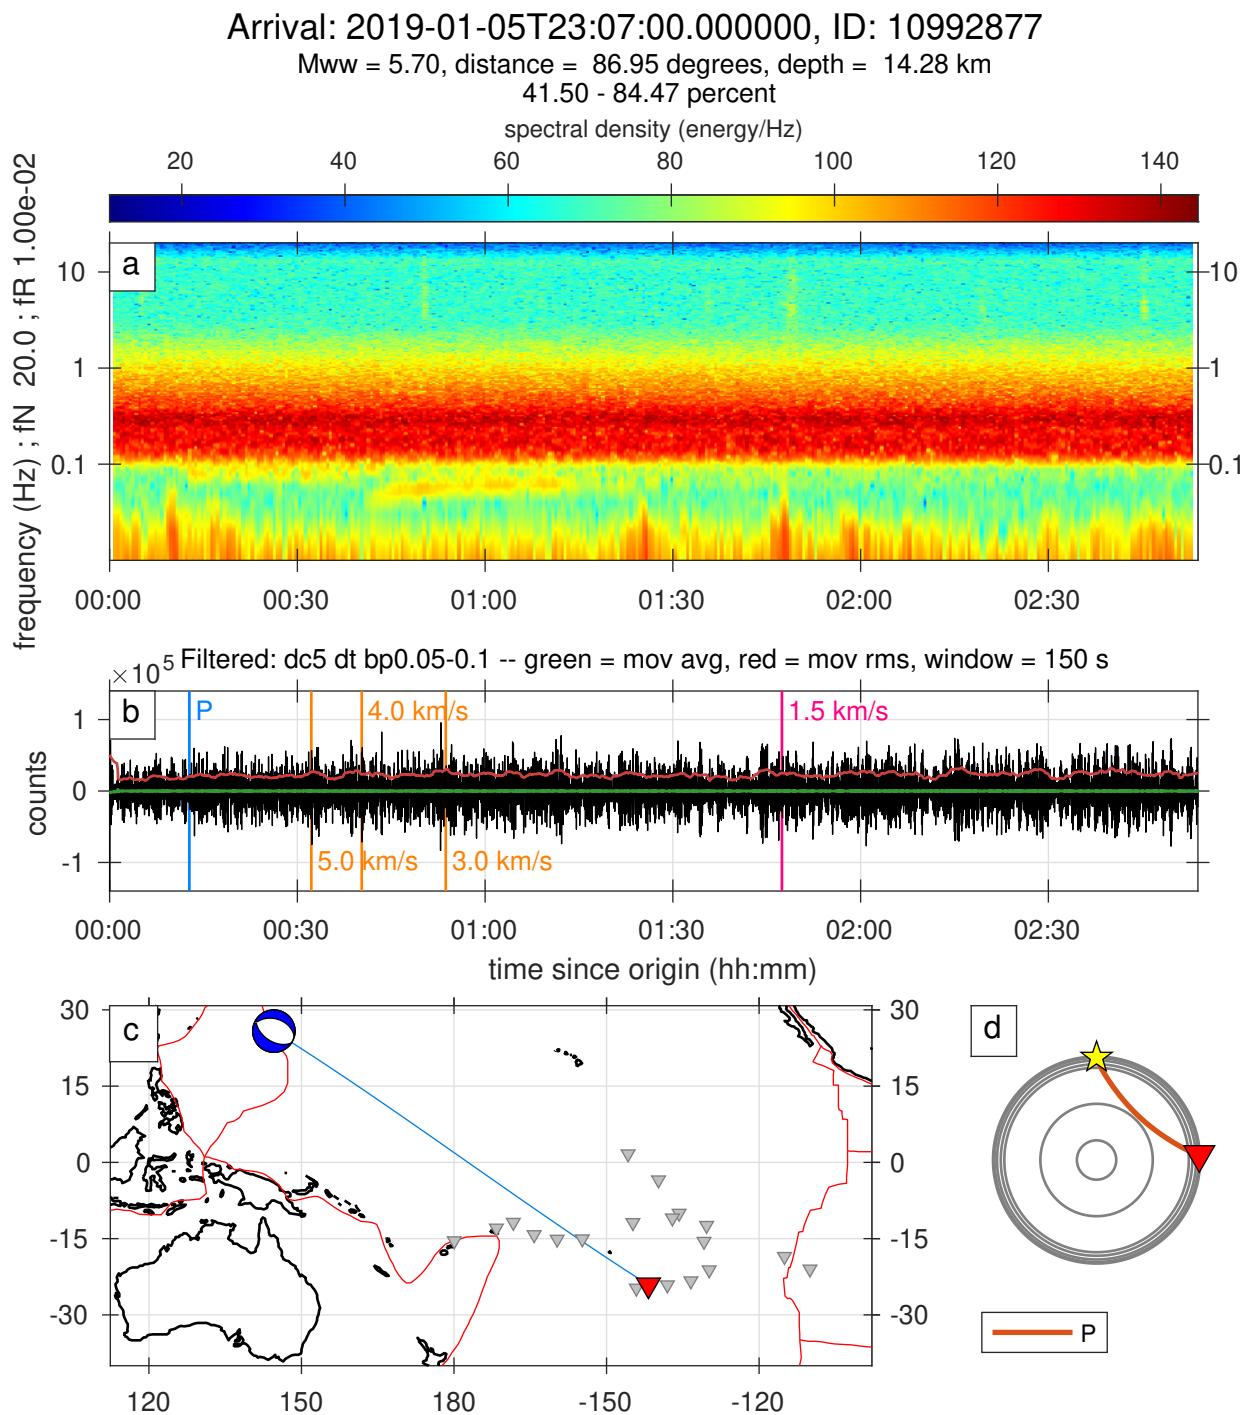 Arrival: 2019-01-05T23:07:00.000000, ID: 10992877
Mww = 5.70, distance = 86.95 degrees, depth = 14.28 km
41.50 - 84.47 percent
spectral density (energy/Hz)
20 40 60 80 100 120 140
frequency (Hz) ; fN 20.0 ; fR 1.00e-02
a
10 10
1 1
0.1 0.1
00:00 00:30 01:00 01:30 02:00 02:30
×10^5 Filtered: dc5 dt bp0.05-0.1 -- green = mov avg, red = mov rms, window = 150 s
b
P 4.0 km/s 1.5 km/s
1
0
-1
counts
5.0 km/s 3.0 km/s
00:00 00:30 01:00 01:30 02:00 02:30
time since origin (hh:mm)
c
30 30
15 15
0 0
-15 -15
-30 -30
120 150 180 -150 -120
d
P